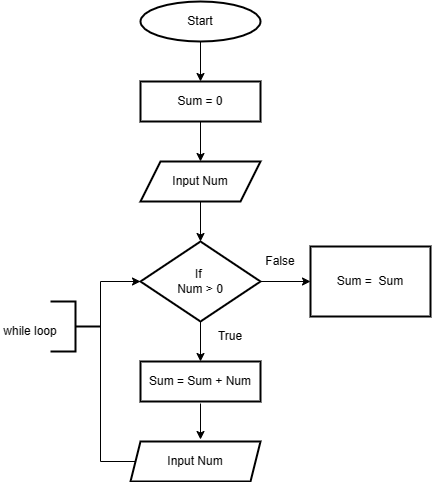 Start
Sum = 0
Input Num
If
Num > 0
False
Sum = Sum
True
while loop
Sum = Sum + Num
Input Num